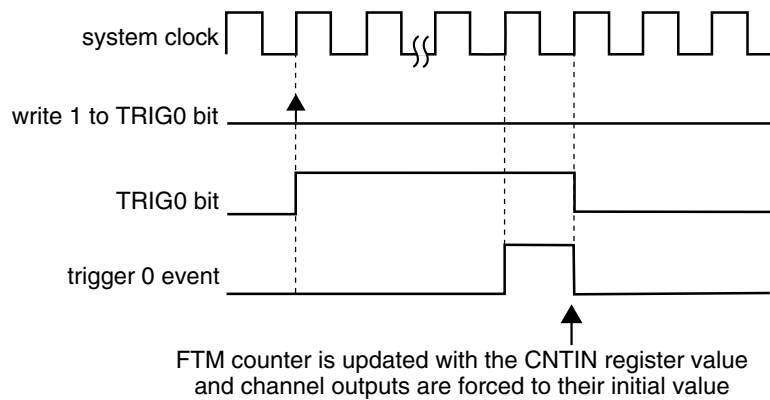 system clock
write 1 to TRIG0 bit
TRIG0 bit
trigger 0 event
FTM counter is updated with the CNTIN register value
and channel outputs are forced to their initial value